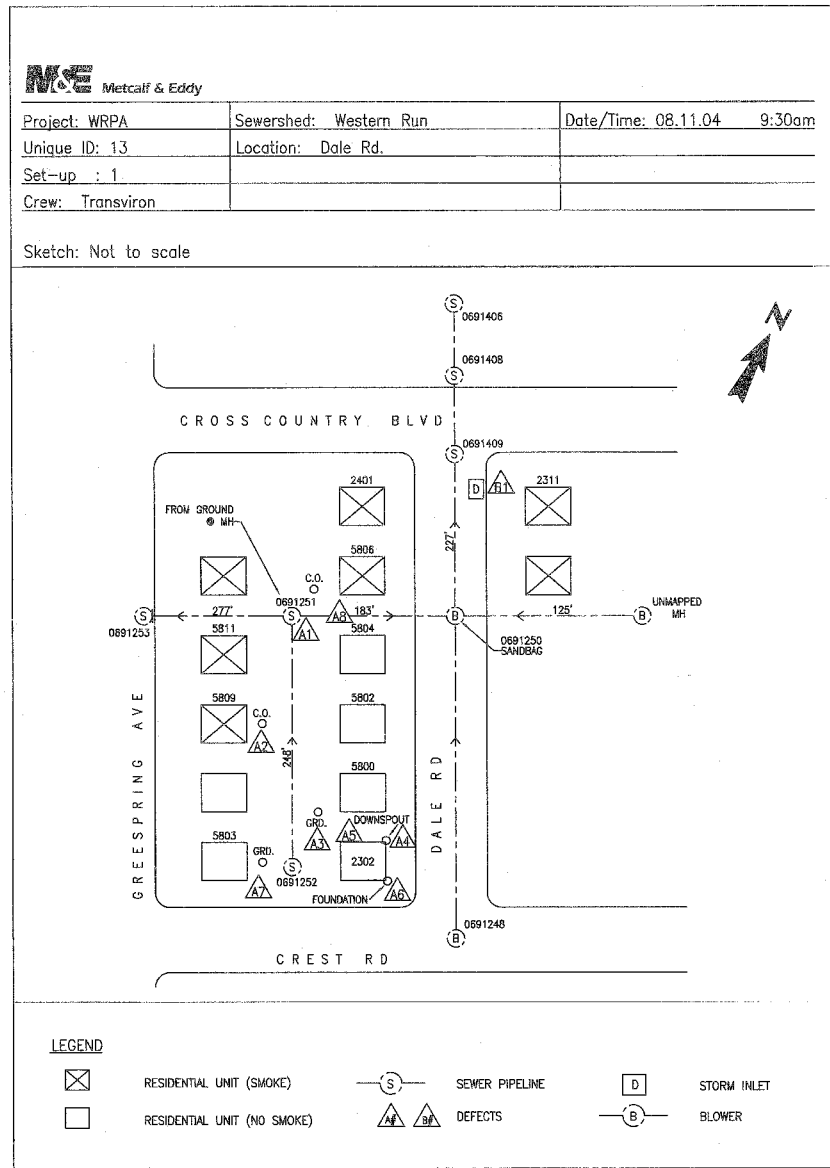 M&E Metcalf & Eddy
Project: WRPA Sewershed: Western Run Date/Time: 08.11.04 9:30am
Unique ID: 13 Location: Dale Rd.
Set-up : 1
Crew: Transviron
Sketch: Not to scale
N
S 0691406
S 0691408
CROSS COUNTRY BLVD
S 0691409
2401
D B1 2311
FROM GROUND
MH
5806
C.O.
227'
0691251
277' S A8 183' B 125' B UNMAPPED
MH
S
0691253
A1
5811 5804
0691250
SANDBAG
5809 5802
C.O.
A2
GREESPRING AVE
248'
DALE RD
5800
GRD. DOWNSPOUT
A3 A5 A4
5803 GRD. 2302
A7 S
0691252
FOUNDATION A6
0691248
B
CREST RD
LEGEND
RESIDENTIAL UNIT (SMOKE) S SEWER PIPELINE D STORM INLET
RESIDENTIAL UNIT (NO SMOKE) A# B# DEFECTS B BLOWER